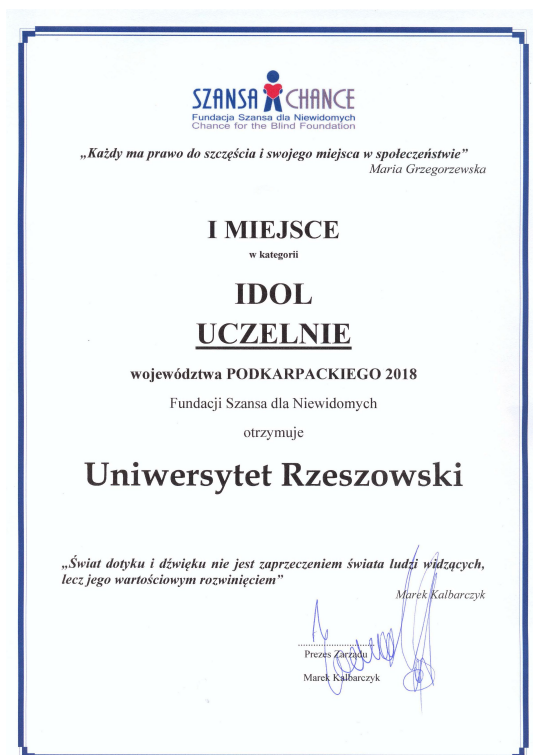 SZANSA CHANCE
Fundacja Szansa dla Niewidomych
Chance for the Blind Foundation
„Każdy ma prawo do szczęścia i swojego miejsca w społeczeństwie”
Maria Grzegorzewska
I MIEJSCE
w kategorii
IDOL
UCZELNIE
województwa PODKARPACKIEGO 2018
Fundacji Szansa dla Niewidomych
otrzymuje
Uniwersytet Rzeszowski
„Świat dotyku i dźwięku nie jest zaprzeczeniem świata ludzi widzących,
lecz jego wartościowym rozwinięciem”
Marek Kalbarczyk
Prezes Zarządu
Marek Kalbarczyk